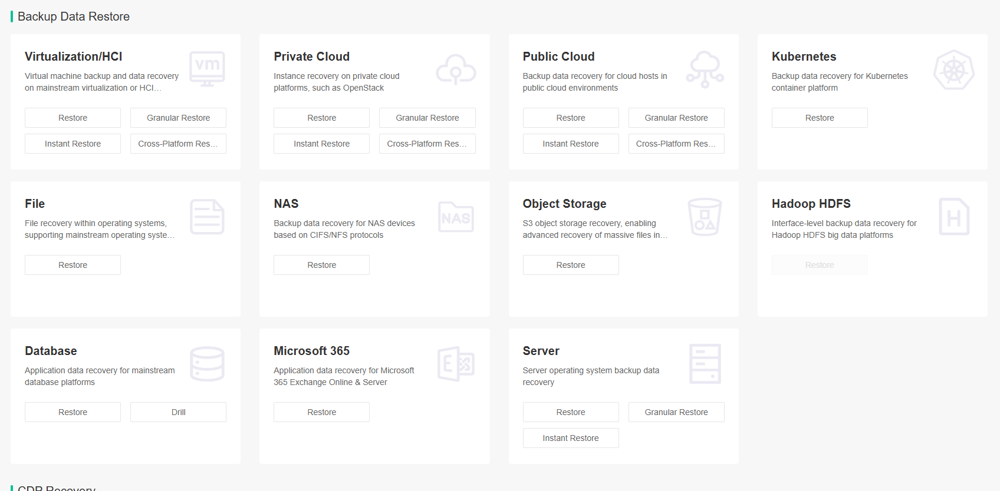 Backup Data Restore
Virtualization/HCI
vm
Virtual machine backup and data recovery
on mainstream virtualization or HCI...
Restore
Granular Restore
Instant Restore
Cross-Platform Res...
Private Cloud
Instance recovery on private cloud
platforms, such as OpenStack
Restore
Granular Restore
Instant Restore
Cross-Platform Res...
Public Cloud
Backup data recovery for cloud hosts in
public cloud environments
Restore
Granular Restore
Instant Restore
Cross-Platform Res...
Kubernetes
Backup data recovery for Kubernetes
container platform
Restore
File
File recovery within operating systems,
supporting mainstream operating syste...
Restore
NAS
NAS
Backup data recovery for NAS devices
based on CIFS/NFS protocols
Restore
Object Storage
S3 object storage recovery, enabling
advanced recovery of massive files in...
Restore
Hadoop HDFS
H
Interface-level backup data recovery for
Hadoop HDFS big data platforms
Restore
Database
Application data recovery for mainstream
database platforms
Restore
Drill
Microsoft 365
E
Application data recovery for Microsoft
365 Exchange Online & Server
Restore
Server
Server operating system backup data
recovery
Restore
Granular Restore
Instant Restore
CDP Recovery